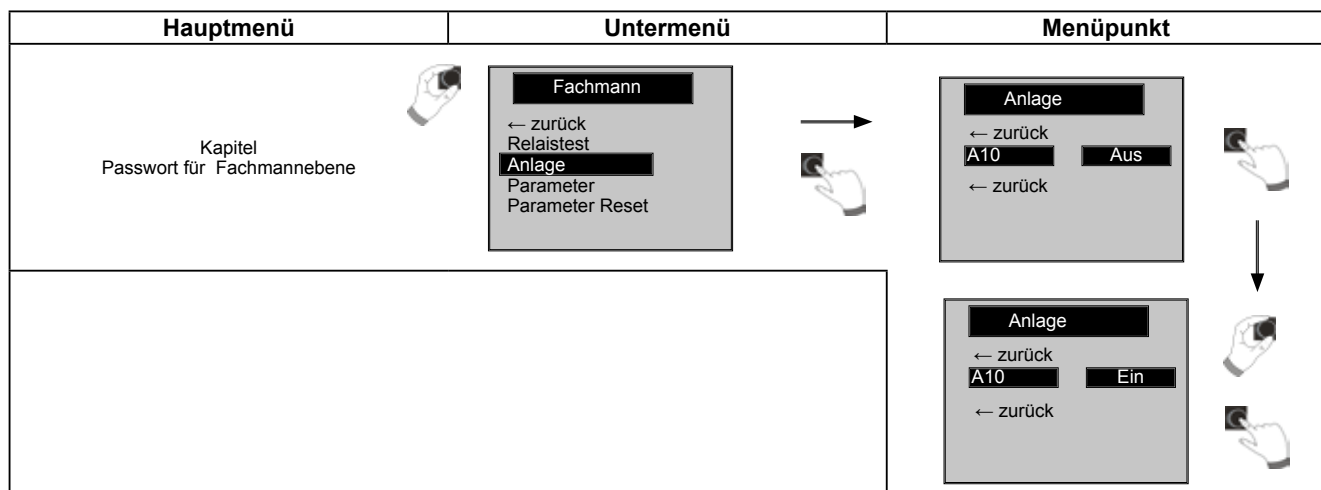 Hauptmenü Untermenü Menüpunkt
Kapitel
Passwort für Fachmannebene
Fachmann
← zurück
Relaistest
Anlage
Parameter
Parameter Reset
Anlage
← zurück
A10 Aus
← zurück
Anlage
← zurück
A10 Ein
← zurück